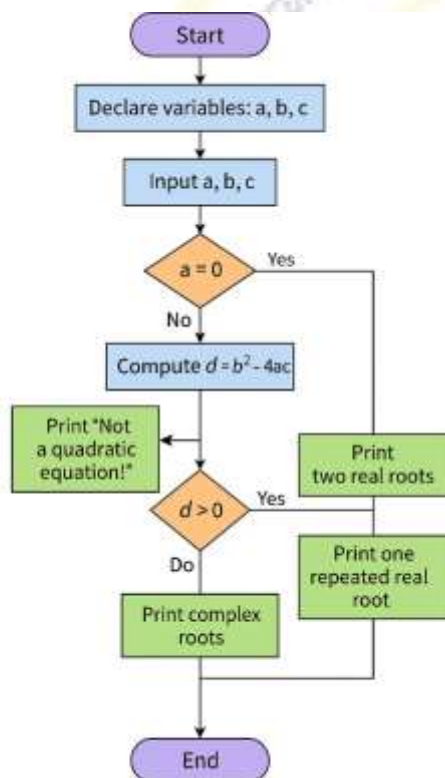 Start
Declare variables: a, b, c
Input a, b, c
a = 0
Yes
No
Compute d = b² - 4ac
Print "Not
a quadratic
equation!"
Print
two real roots
d > 0
Yes
Do
Print one
repeated real
root
Print complex
roots
End